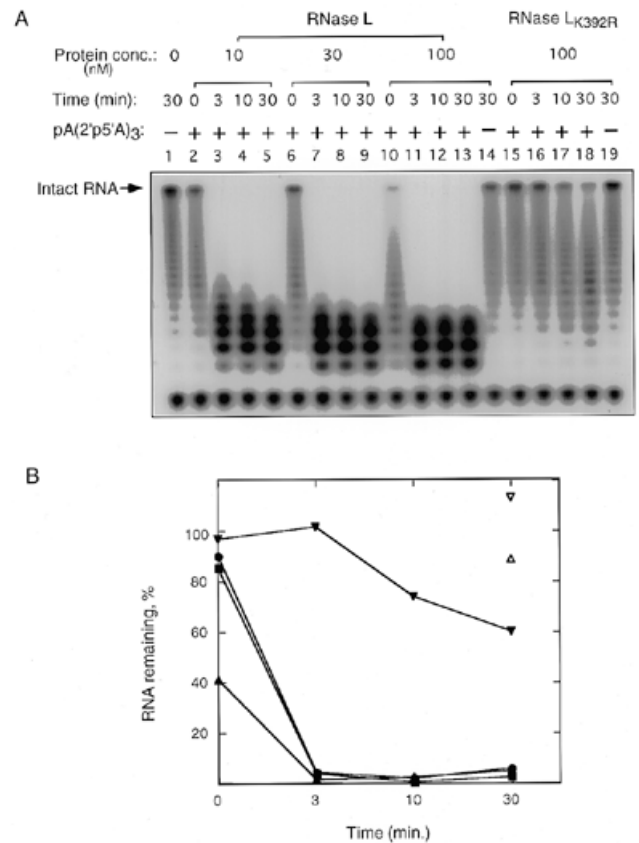 A
RNase L RNase L K392R
Protein conc.: 0 10 30 100 100
(nM)
Time (min): 30 0 3 10 30 0 3 10 30 0 3 10 30 30 0 3 10 30 30
pA(2'p5'A)3: − + + + + + + + + + + + + − + + + + −
1 2 3 4 5 6 7 8 9 10 11 12 13 14 15 16 17 18 19
Intact RNA
B
RNA remaining, %
100
80
60
40
20
0 3 10 30
Time (min.)